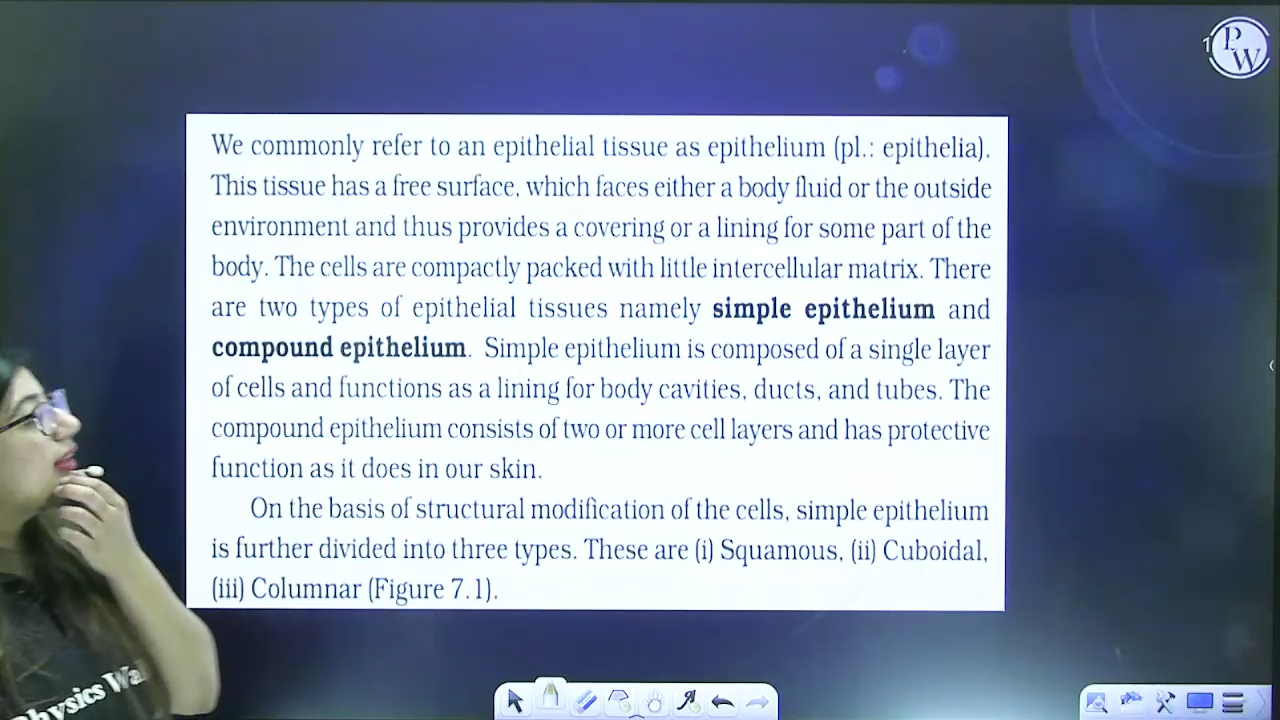 1
P
W
We commonly refer to an epithelial tissue as epithelium (pl.: epithelia).
This tissue has a free surface, which faces either a body fluid or the outside
environment and thus provides a covering or a lining for some part of the
body. The cells are compactly packed with little intercellular matrix. There
are two types of epithelial tissues namely simple epithelium and
compound epithelium. Simple epithelium is composed of a single layer
of cells and functions as a lining for body cavities, ducts, and tubes. The
compound epithelium consists of two or more cell layers and has protective
function as it does in our skin.
On the basis of structural modification of the cells, simple epithelium
is further divided into three types. These are (i) Squamous, (ii) Cuboidal,
(iii) Columnar (Figure 7.1).
Physics Wa